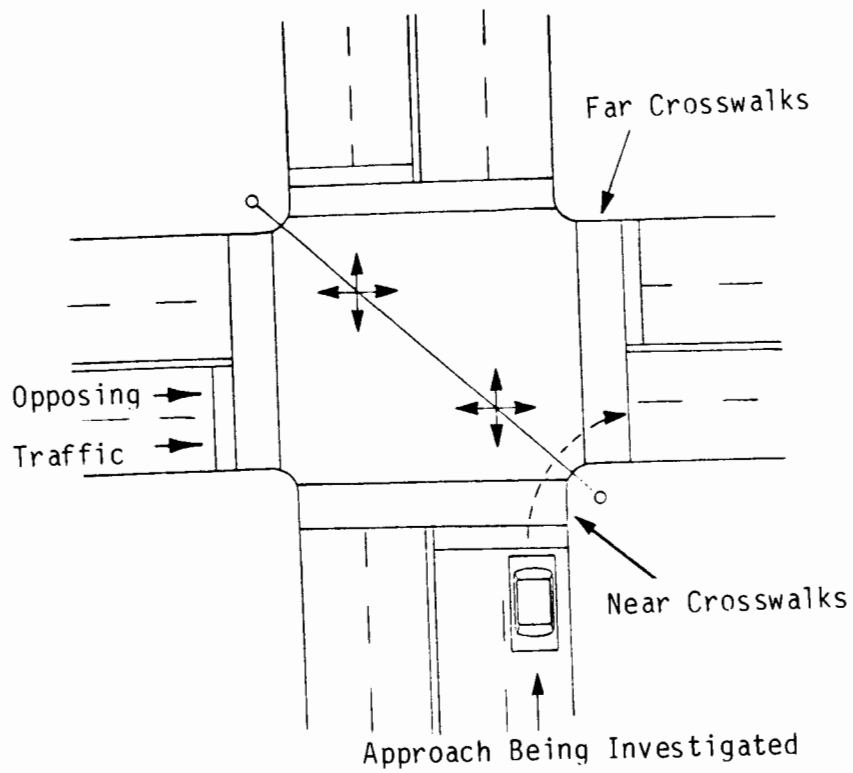 Far Crosswalks
Opposing
Traffic
Near Crosswalks
Approach Being Investigated